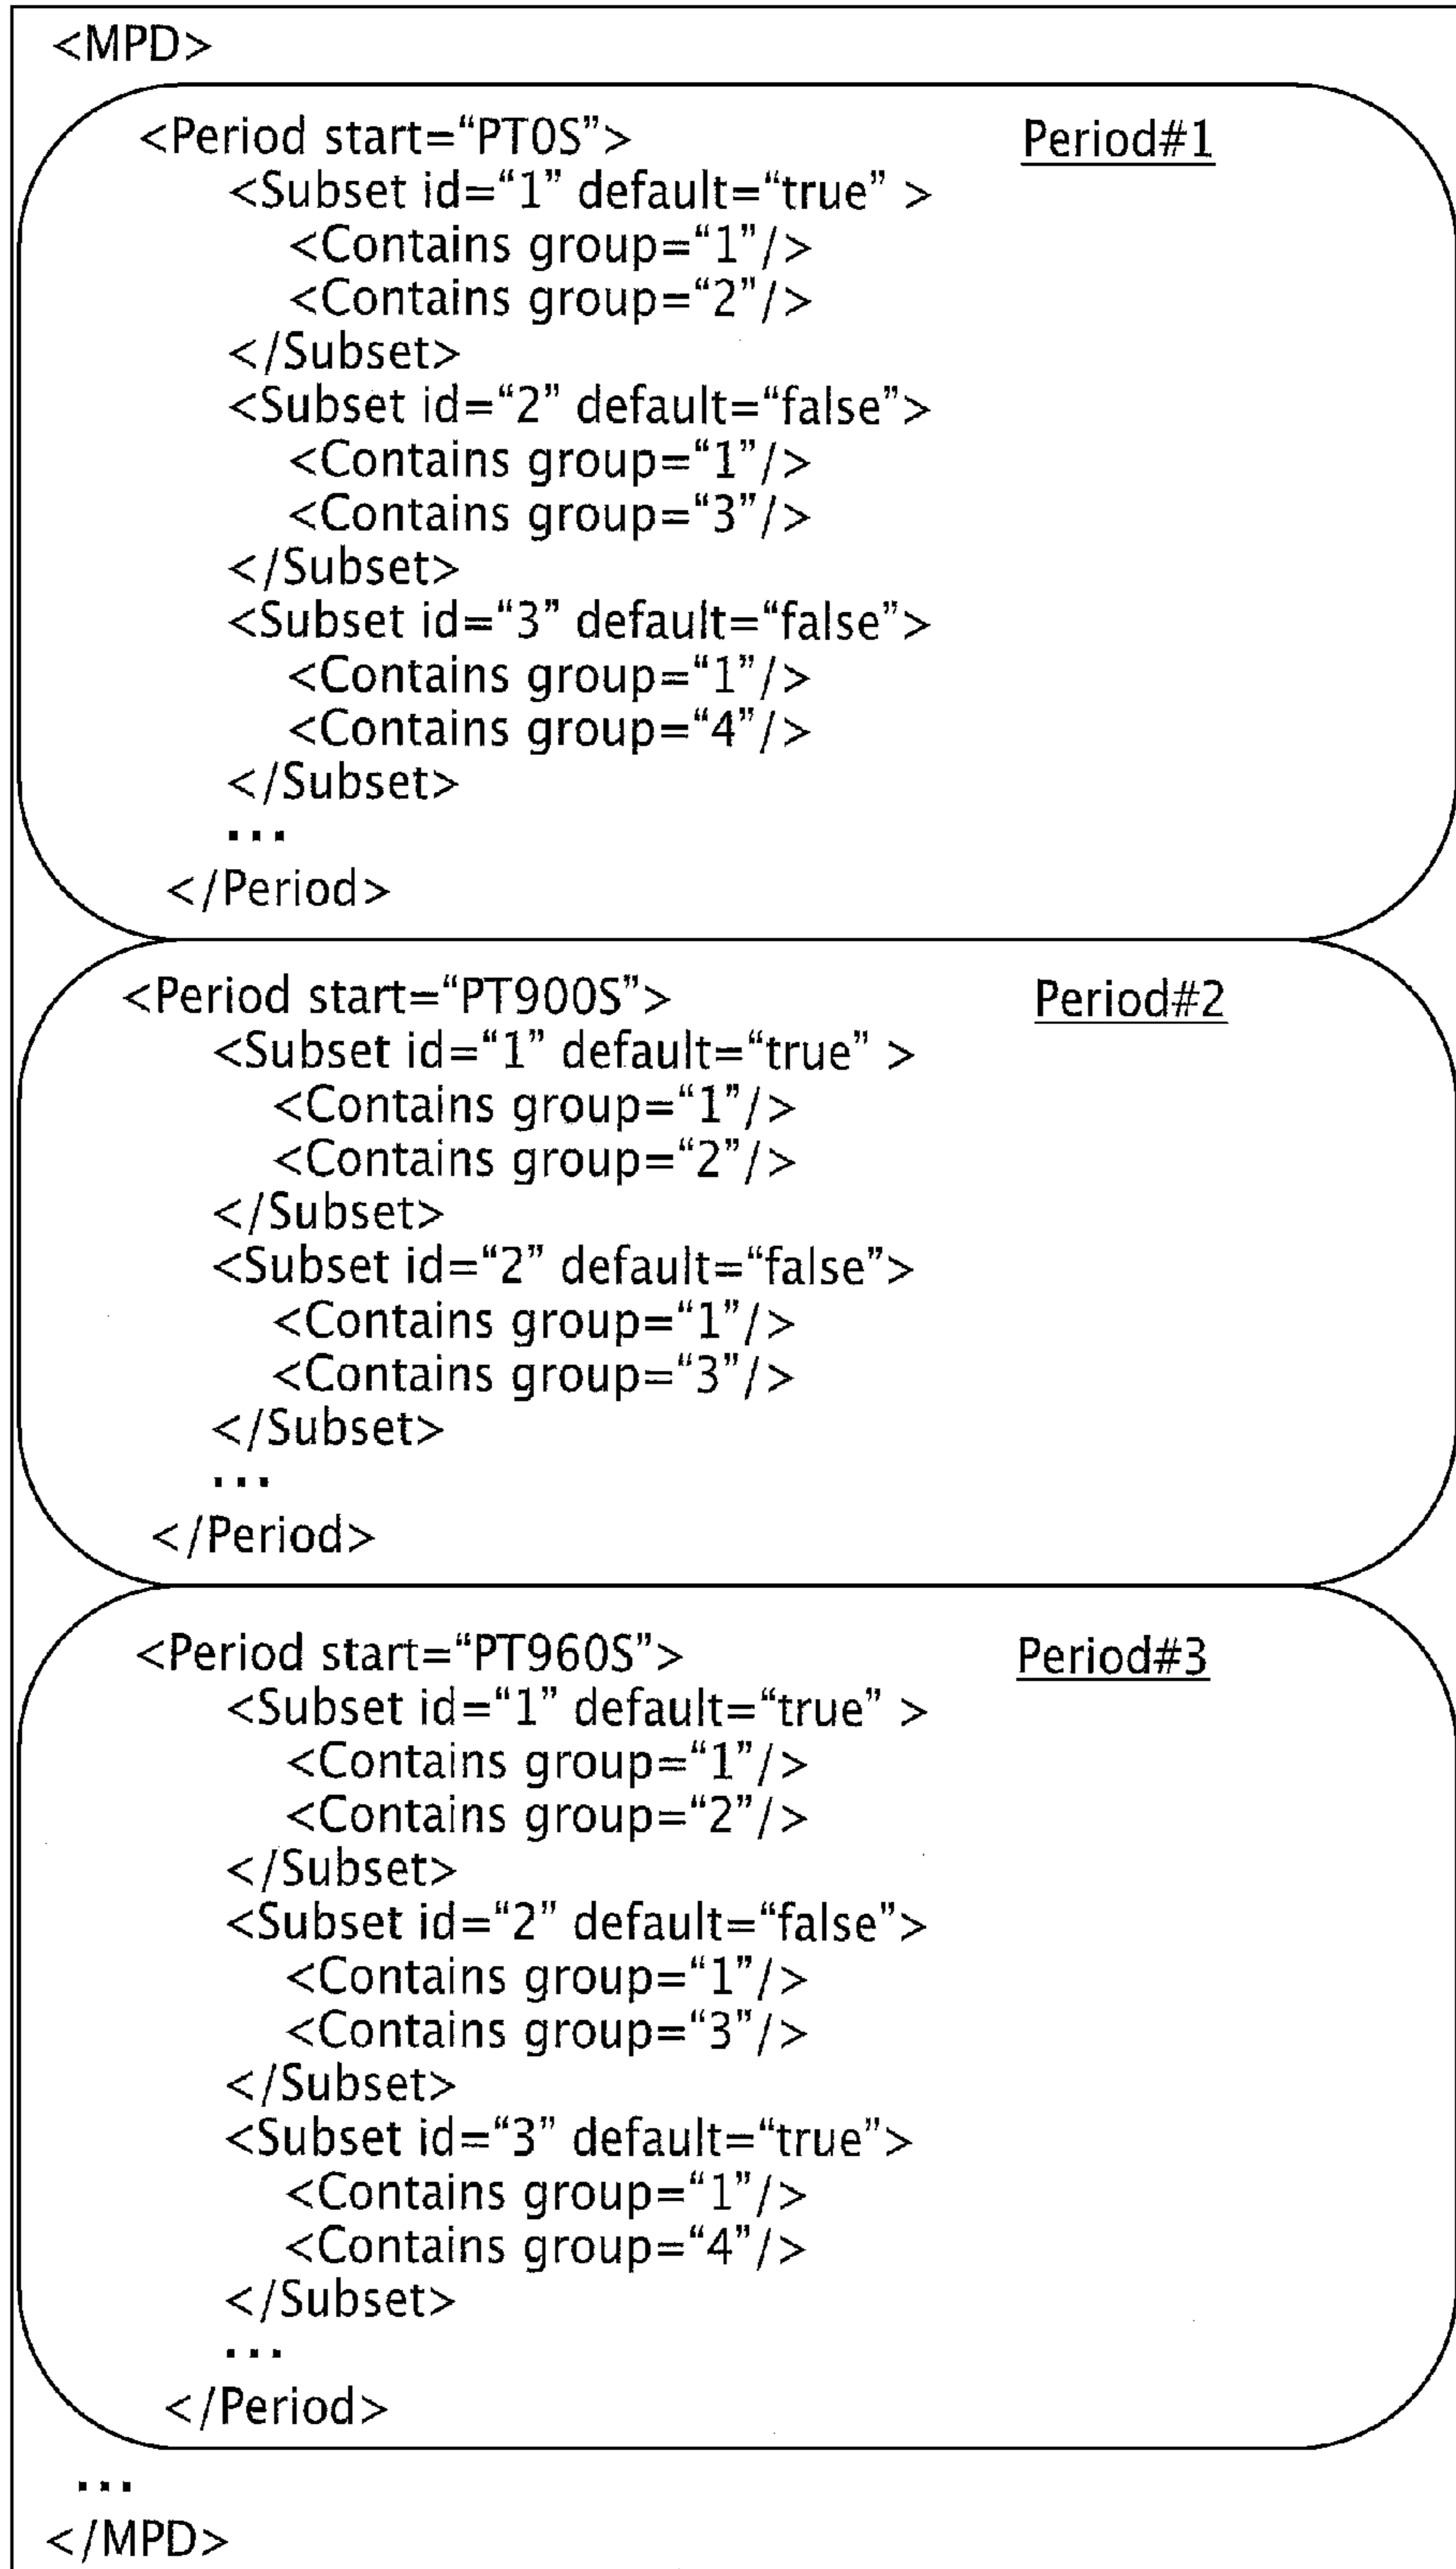 <MPD>
<Period start=“PT0S”> Period#1
<Subset id=“1” default=“true” >
<Contains group=“1”/>
<Contains group=“2”/>
</Subset>
<Subset id=“2” default=“false”>
<Contains group=“1”/>
<Contains group=“3”/>
</Subset>
<Subset id=“3” default=“false”>
<Contains group=“1”/>
<Contains group=“4”/>
</Subset>
...
</Period>
<Period start=“PT900S”> Period#2
<Subset id=“1” default=“true” >
<Contains group=“1”/>
<Contains group=“2”/>
</Subset>
<Subset id=“2” default=“false”>
<Contains group=“1”/>
<Contains group=“3”/>
</Subset>
...
</Period>
<Period start=“PT960S”> Period#3
<Subset id=“1” default=“true” >
<Contains group=“1”/>
<Contains group=“2”/>
</Subset>
<Subset id=“2” default=“false”>
<Contains group=“1”/>
<Contains group=“3”/>
</Subset>
<Subset id=“3” default=“true”>
<Contains group=“1”/>
<Contains group=“4”/>
</Subset>
...
</Period>
...
</MPD>